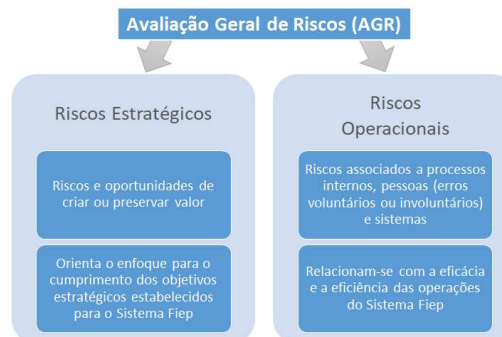 Avaliação Geral de Riscos (AGR)
Riscos Estratégicos
Riscos e oportunidades de
criar ou preservar valor
Orienta o enfoque para o
cumprimento dos objetivos
estratégicos estabelecidos
para o Sistema Fiep
Riscos
Operacionais
Riscos associados a processos
internos, pessoas (erros
voluntários ou involuntários)
e sistemas
Relacionam-se com a eficácia
e a eficiência das operações
do Sistema Fiep